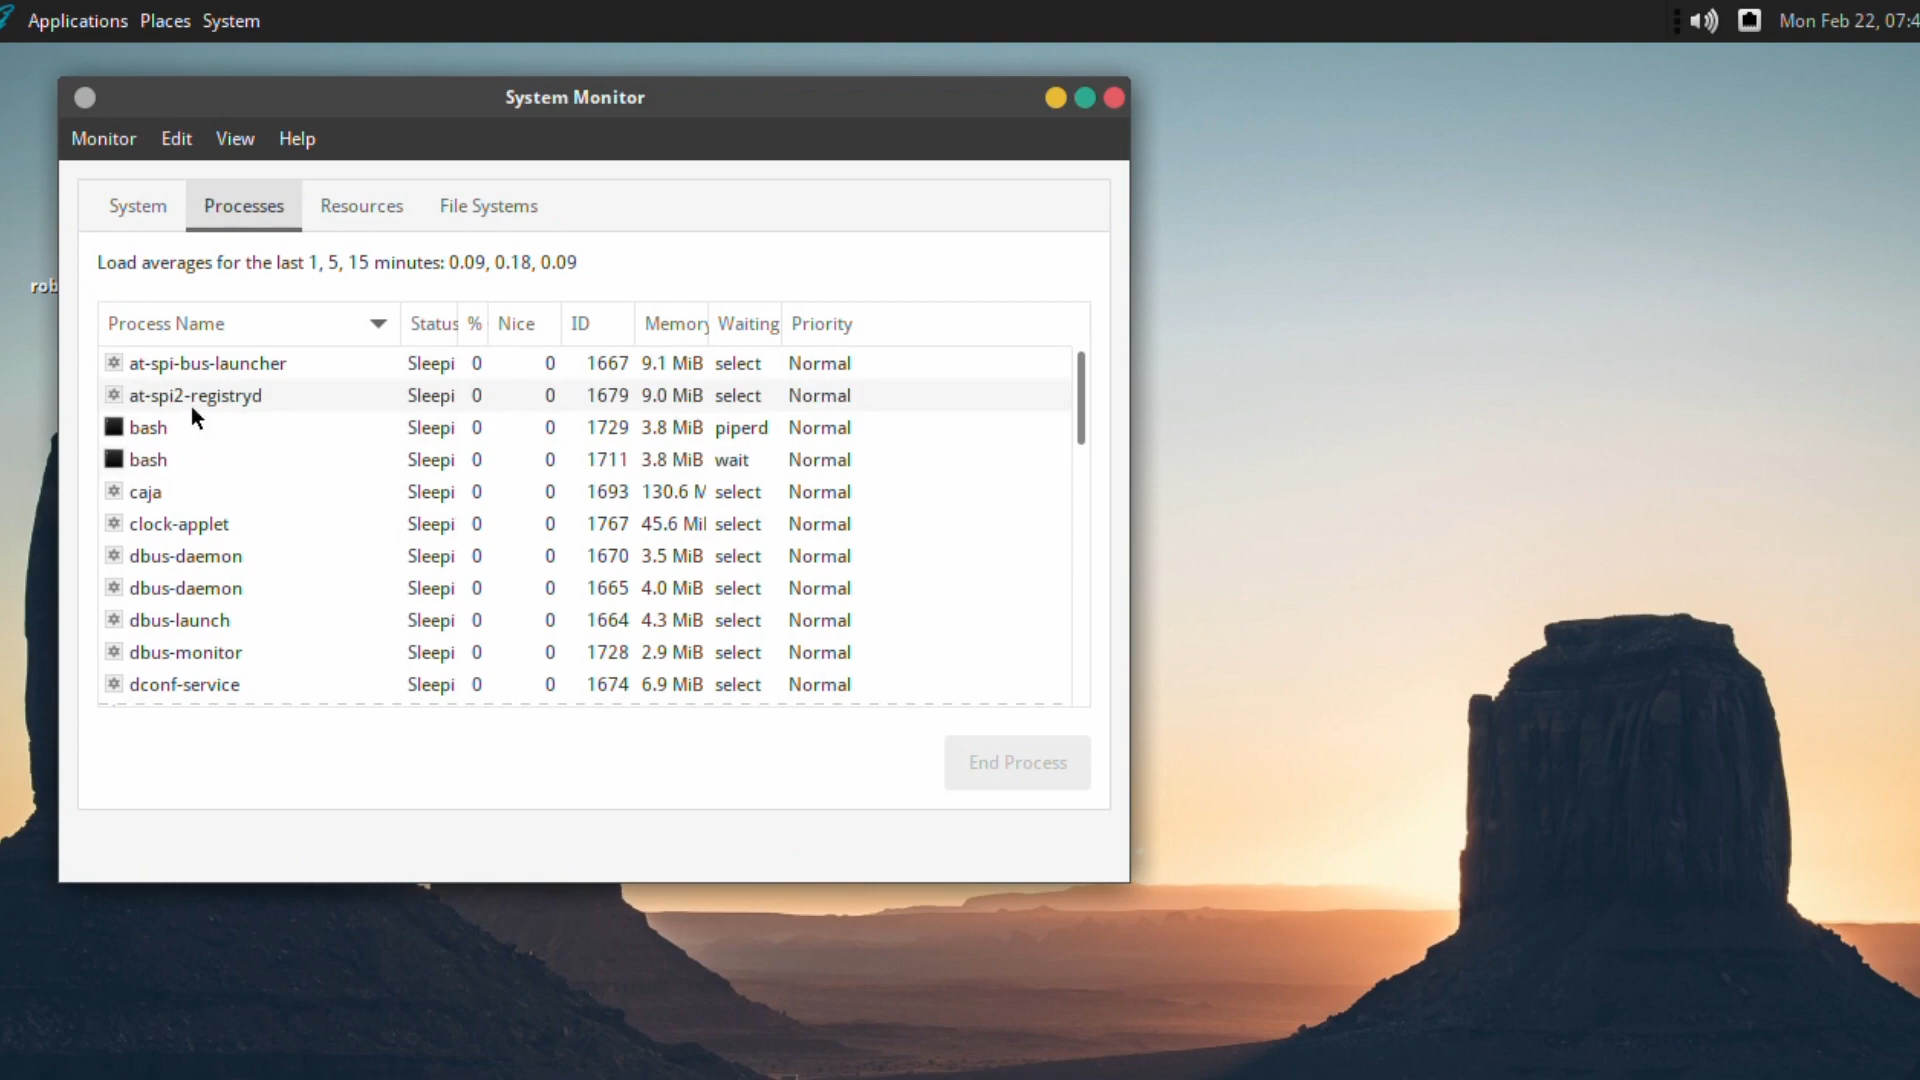 Applications Places System Mon Feb 22, 07:4
System Monitor
Monitor Edit View Help
System Processes Resources File Systems
Load averages for the last 1, 5, 15 minutes: 0.09, 0.18, 0.09
rob
Process Name Status % Nice ID Memory Waiting Priority
at-spi-bus-launcher Sleepi 0 0 1667 9.1 MiB select Normal
at-spi2-registryd Sleepi 0 0 1679 9.0 MiB select Normal
bash Sleepi 0 0 1729 3.8 MiB piperd Normal
bash Sleepi 0 0 1711 3.8 MiB wait Normal
caja Sleepi 0 0 1693 130.6 M select Normal
clock-applet Sleepi 0 0 1767 45.6 Mil select Normal
dbus-daemon Sleepi 0 0 1670 3.5 MiB select Normal
dbus-daemon Sleepi 0 0 1665 4.0 MiB select Normal
dbus-launch Sleepi 0 0 1664 4.3 MiB select Normal
dbus-monitor Sleepi 0 0 1728 2.9 MiB select Normal
dconf-service Sleepi 0 0 1674 6.9 MiB select Normal
End Process